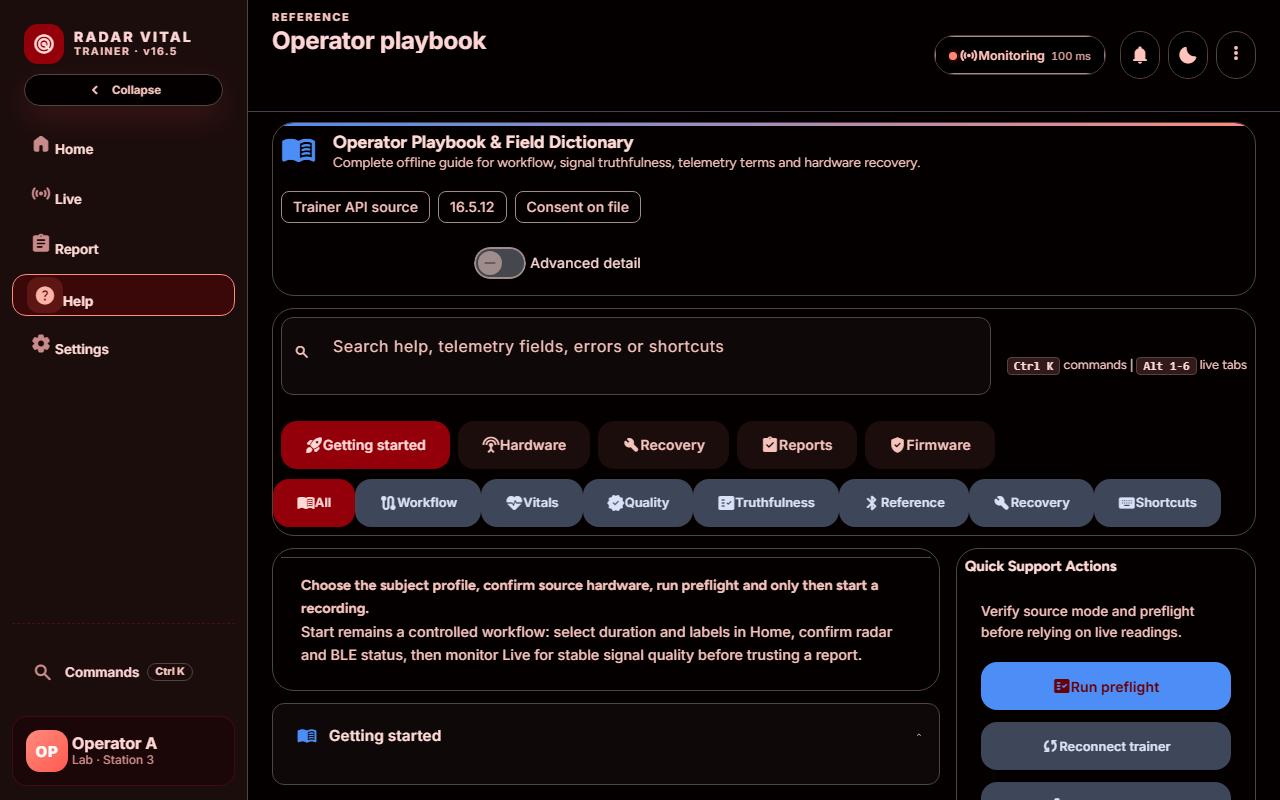 RADAR VITAL
TRAINER · v16.5
Collapse
Home
Live
Report
Help
Settings
Commands Ctrl K
OP
Operator A
Lab · Station 3
REFERENCE
Operator playbook
Monitoring 100 ms
Operator Playbook & Field Dictionary
Complete offline guide for workflow, signal truthfulness, telemetry terms and hardware recovery.
Trainer API source 16.5.12 Consent on file
Advanced detail
Search help, telemetry fields, errors or shortcuts
Ctrl K commands | Alt 1-6 live tabs
Getting started Hardware Recovery Reports Firmware
All Workflow Vitals Quality Truthfulness Reference Recovery Shortcuts
Choose the subject profile, confirm source hardware, run preflight and only then start a
recording.
Start remains a controlled workflow: select duration and labels in Home, confirm radar
and BLE status, then monitor Live for stable signal quality before trusting a report.
Getting started
Quick Support Actions
Verify source mode and preflight
before relying on live readings.
Run preflight
Reconnect trainer